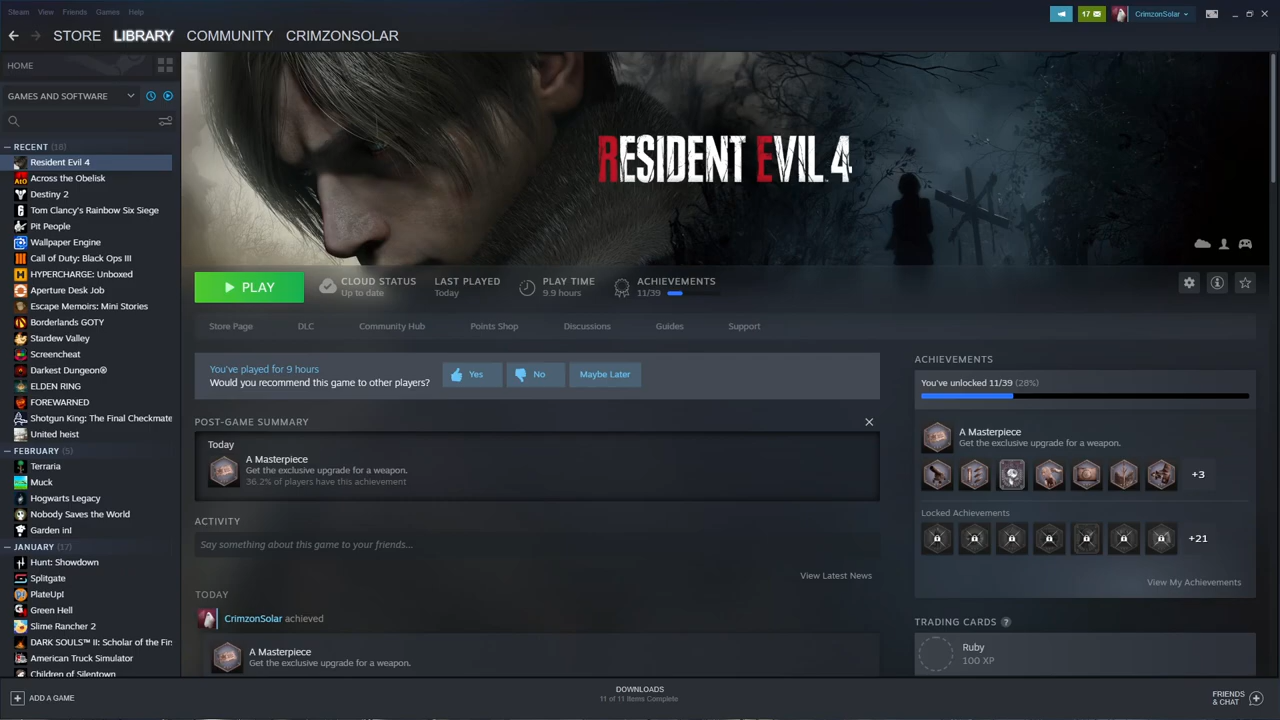 Steam View Friends Games Help
17 CrimzonSolar
STORE LIBRARY COMMUNITY CRIMZONSOLAR
HOME
GAMES AND SOFTWARE
RECENT (18)
Resident Evil 4
Across the Obelisk
Destiny 2
Tom Clancy's Rainbow Six Siege
Pit People
Wallpaper Engine
Call of Duty: Black Ops III
HYPERCHARGE: Unboxed
Aperture Desk Job
Escape Memoirs: Mini Stories
Borderlands GOTY
Stardew Valley
Screencheat
Darkest Dungeon®
ELDEN RING
FOREWARNED
Shotgun King: The Final Checkmate
United heist
FEBRUARY (5)
Terraria
Muck
Hogwarts Legacy
Nobody Saves the World
Garden in!
JANUARY (17)
Hunt: Showdown
Splitgate
PlateUp!
Green Hell
Slime Rancher 2
DARK SOULS™ II: Scholar of the Firs
American Truck Simulator
Children of Silentown
ADD A GAME
RESIDENT EVIL 4
PLAY
CLOUD STATUS
Up to date
LAST PLAYED
Today
PLAY TIME
9.9 hours
ACHIEVEMENTS
11/39
Store Page DLC Community Hub Points Shop Discussions Guides Support
You've played for 9 hours
Would you recommend this game to other players?
Yes No Maybe Later
POST-GAME SUMMARY
Today
A Masterpiece
Get the exclusive upgrade for a weapon.
36.2% of players have this achievement
ACTIVITY
Say something about this game to your friends...
View Latest News
TODAY
CrimzonSolar achieved
A Masterpiece
Get the exclusive upgrade for a weapon.
ACHIEVEMENTS
You've unlocked 11/39 (28%)
A Masterpiece
Get the exclusive upgrade for a weapon.
+3
Locked Achievements
+21
View My Achievements
TRADING CARDS ?
Ruby
100 XP
DOWNLOADS
11 of 11 Items Complete
FRIENDS
& CHAT